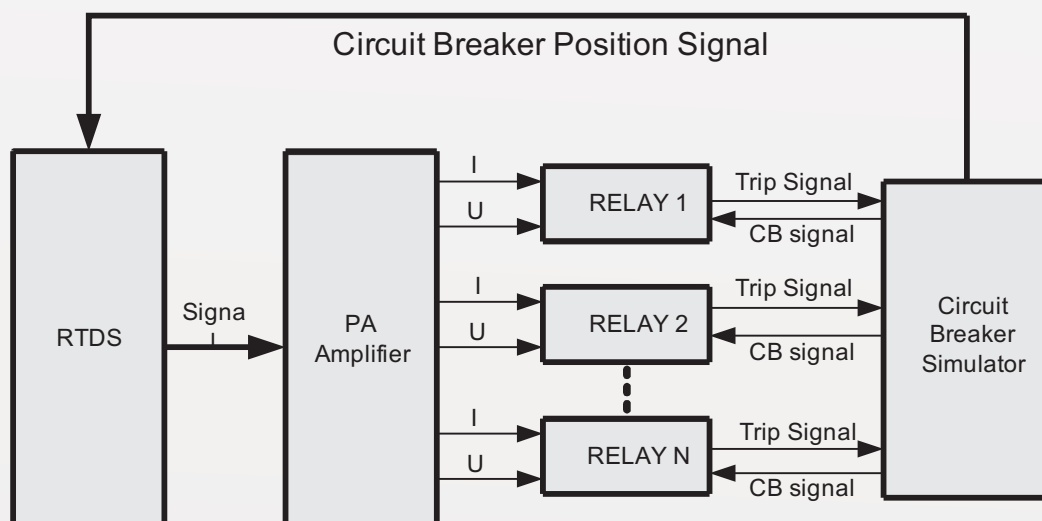 Circuit Breaker Position Signal
RTDS
Signa
l
PA
Amplifier
I
U
RELAY 1
Trip Signal
CB signal
I
U
RELAY 2
Trip Signal
CB signal
I
U
RELAY N
Trip Signal
CB signal
Circuit
Breaker
Simulator